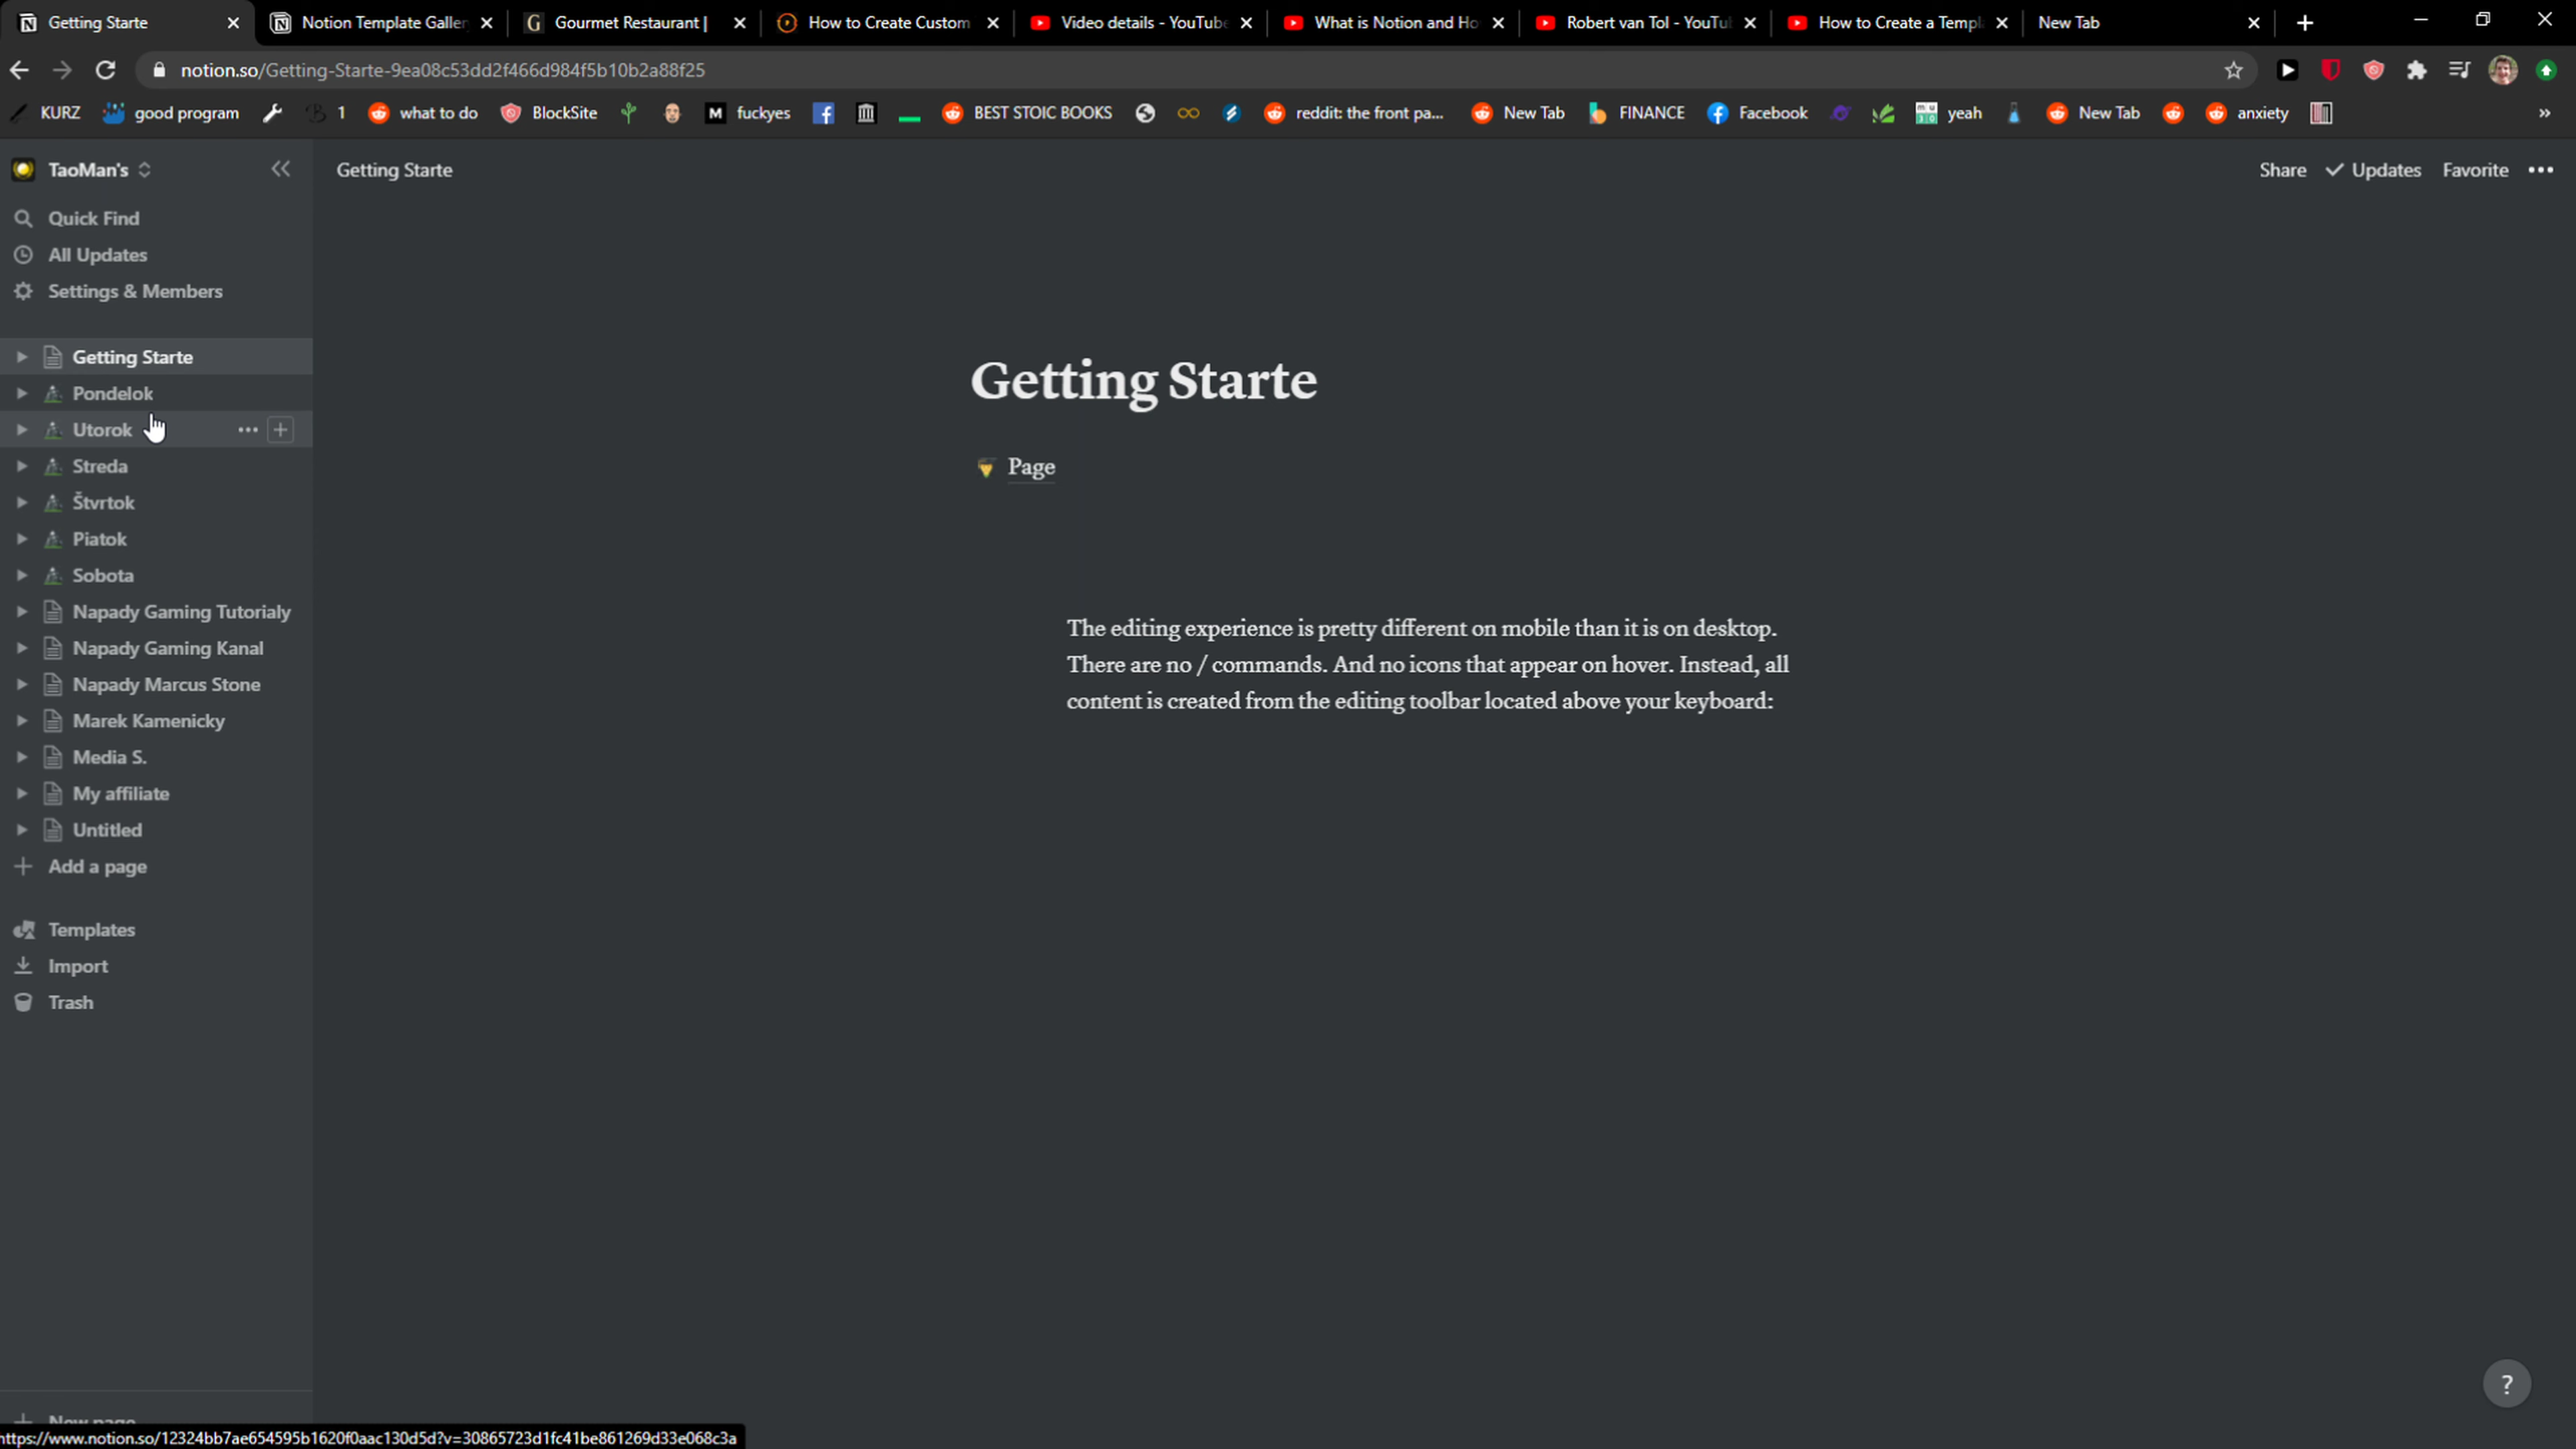 Getting Starte
Notion Template Galler
Gourmet Restaurant |
How to Create Custom
Video details - YouTube
What is Notion and Ho
Robert van Tol - YouTu
How to Create a Templ
New Tab
notion.so/Getting-Starte-9ea08c53dd2f466d984f5b10b2a88f25
KURZ
good program
1
what to do
BlockSite
fuckyes
BEST STOIC BOOKS
reddit: the front pa...
New Tab
FINANCE
Facebook
yeah
New Tab
anxiety
TaoMan's
Getting Starte
Share
Updates
Favorite
Quick Find
All Updates
Settings & Members
Getting Starte
Pondelok
Utorok
Streda
Štvrtok
Piatok
Sobota
Napady Gaming Tutorialy
Napady Gaming Kanal
Napady Marcus Stone
Marek Kamenicky
Media S.
My affiliate
Untitled
Add a page
Templates
Import
Trash
Getting Starte
Page
The editing experience is pretty different on mobile than it is on desktop.
There are no / commands. And no icons that appear on hover. Instead, all
content is created from the editing toolbar located above your keyboard:
?
New page
https://www.notion.so/12324bb7ae654595b1620f0aac130d5d?v=30865723d1fc41be861269d33e068c3a